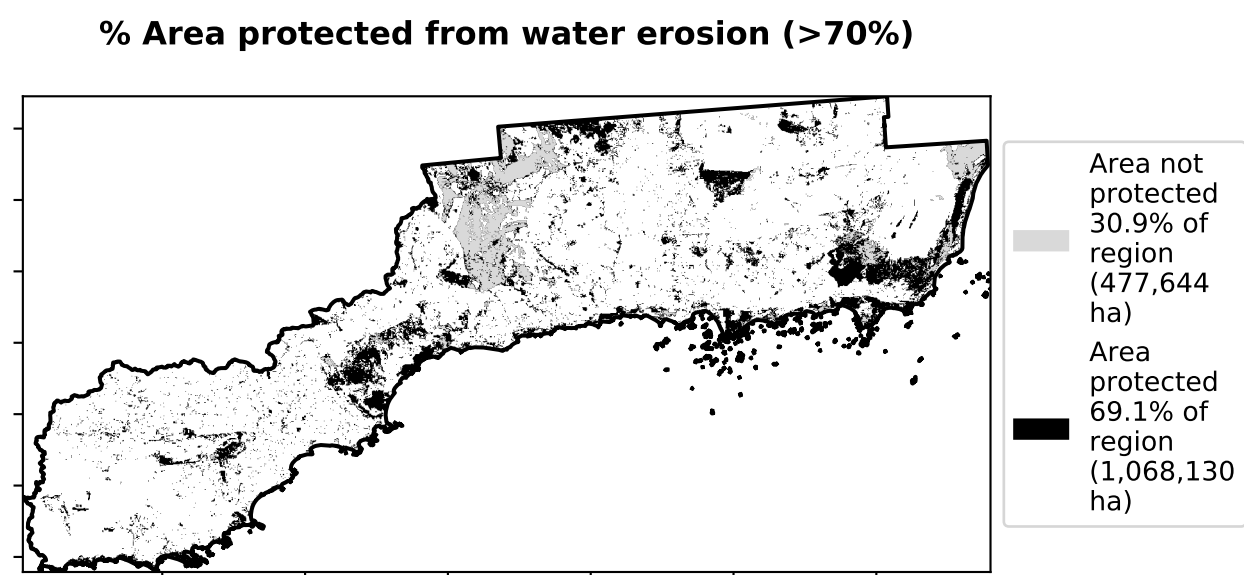 % Area protected from water erosion (>70%)
Area not
protected
30.9% of
region
(477,644
ha)
Area
protected
69.1% of
region
(1,068,130
ha)